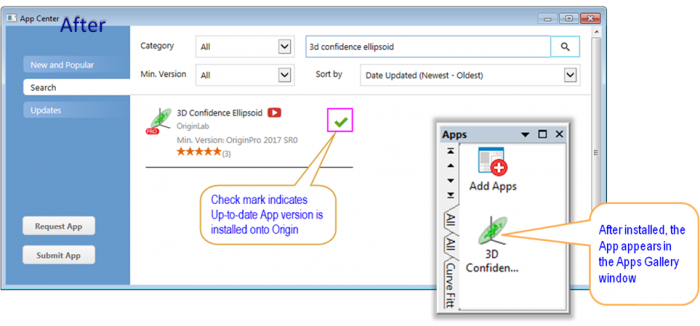 App Center
After
Category
All
3d confidence ellipsoid
Min. Version
All
Sort by
Date Updated (Newest - Oldest)
New and Popular
Search
Updates
3D Confidence Ellipsoid
OriginLab
PRO
Min. Version: OriginPro 2017 SR0
(3)
Check mark indicates
Up-to-date App version is
installed onto Origin
Request App
Submit App
Apps
Add Apps
All
All
Curve Fitt
3D
Confiden...
After installed, the
App appears in
the Apps Gallery
window